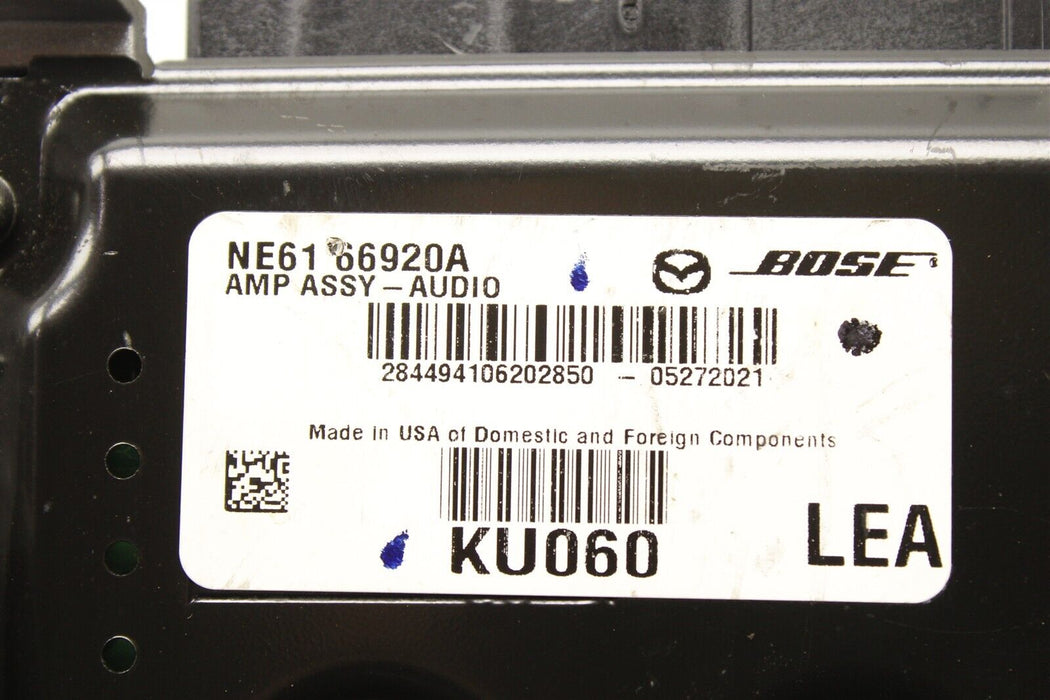 NE61 66920A
AMP ASSY – AUDIO
BOSE
284494106202850 – 05272021
Made in USA of Domestic and Foreign Components
KU060
LEA